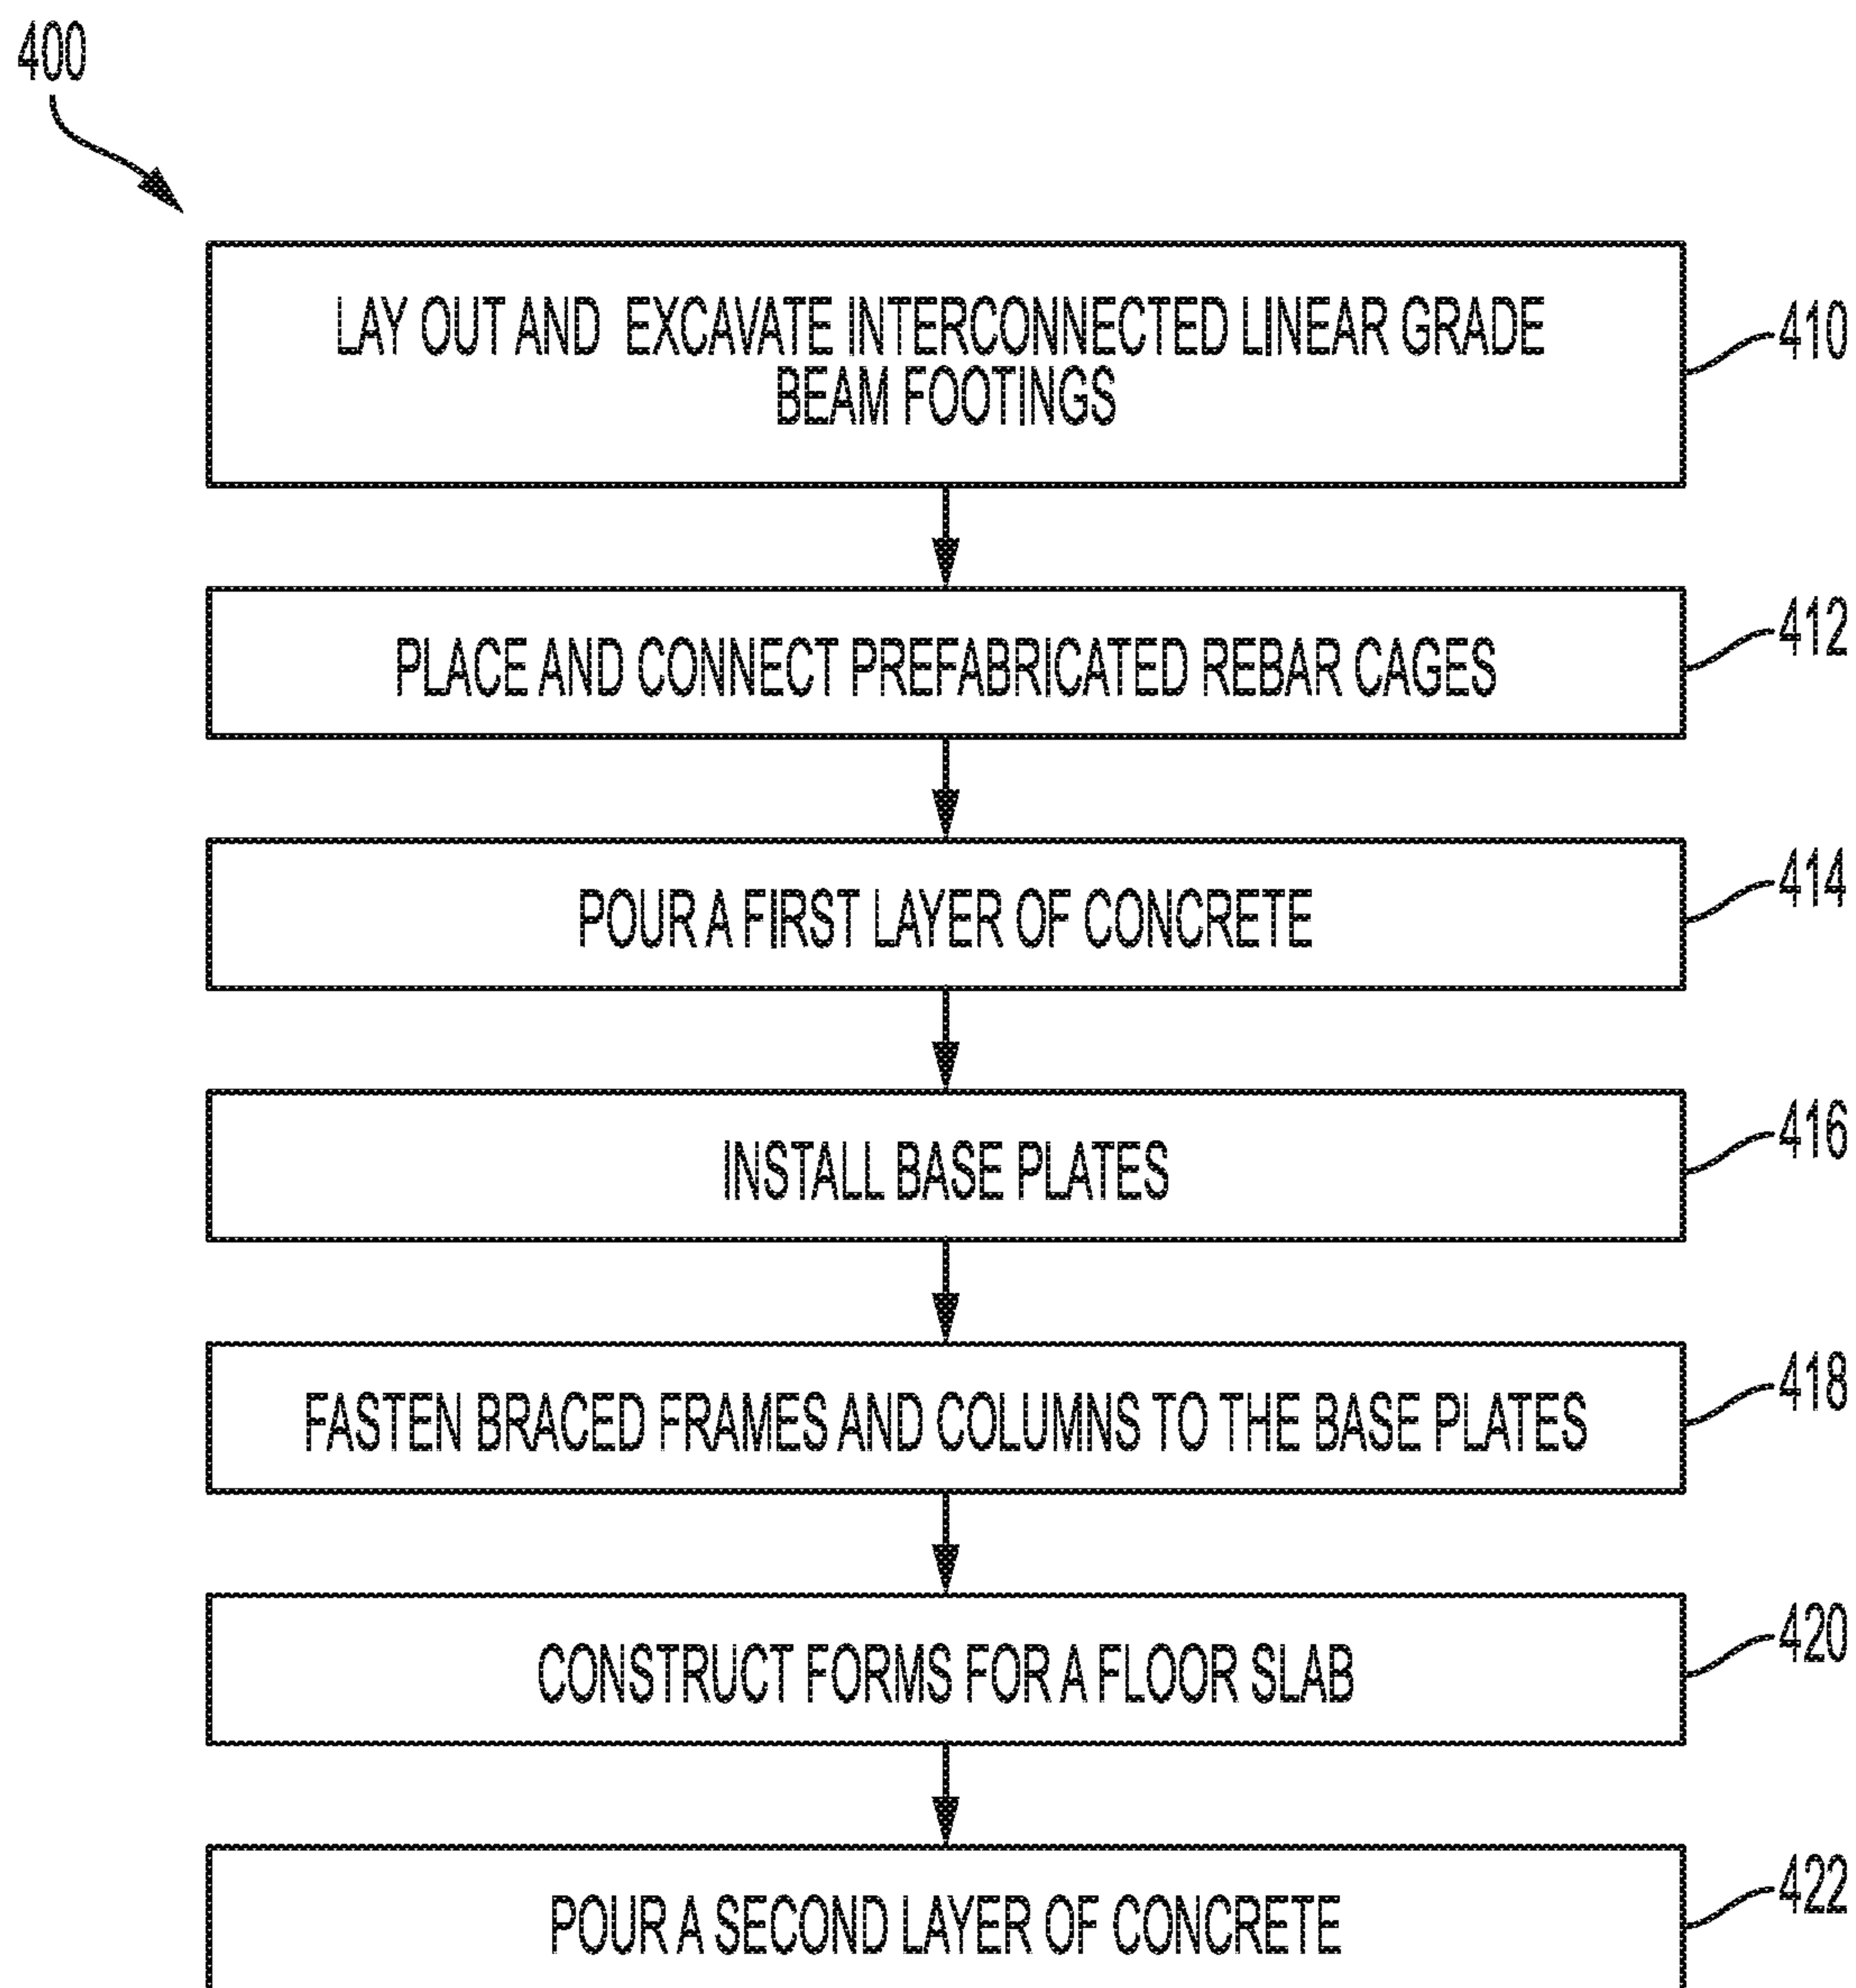 400
LAY OUT AND EXCAVATE INTERCONNECTED LINEAR GRADE
BEAM FOOTINGS
410
PLACE AND CONNECT PREFABRICATED REBAR CAGES
412
POUR A FIRST LAYER OF CONCRETE
414
INSTALL BASE PLATES
416
FASTEN BRACED FRAMES AND COLUMNS TO THE BASE PLATES
418
CONSTRUCT FORMS FOR A FLOOR SLAB
420
POUR A SECOND LAYER OF CONCRETE
422